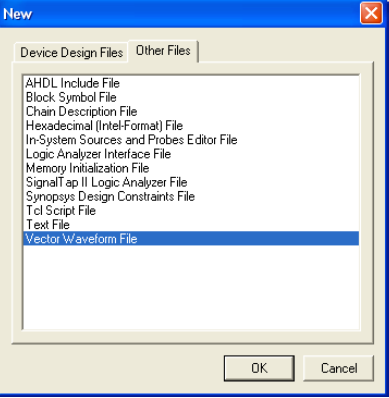 New
Device Design Files
Other Files
AHDL Include File
Block Symbol File
Chain Description File
Hexadecimal (Intel-Format) File
In-System Sources and Probes Editor File
Logic Analyzer Interface File
Memory Initialization File
SignalTap II Logic Analyzer File
Synopsys Design Constraints File
Tcl Script File
Text File
Vector Waveform File
OK
Cancel